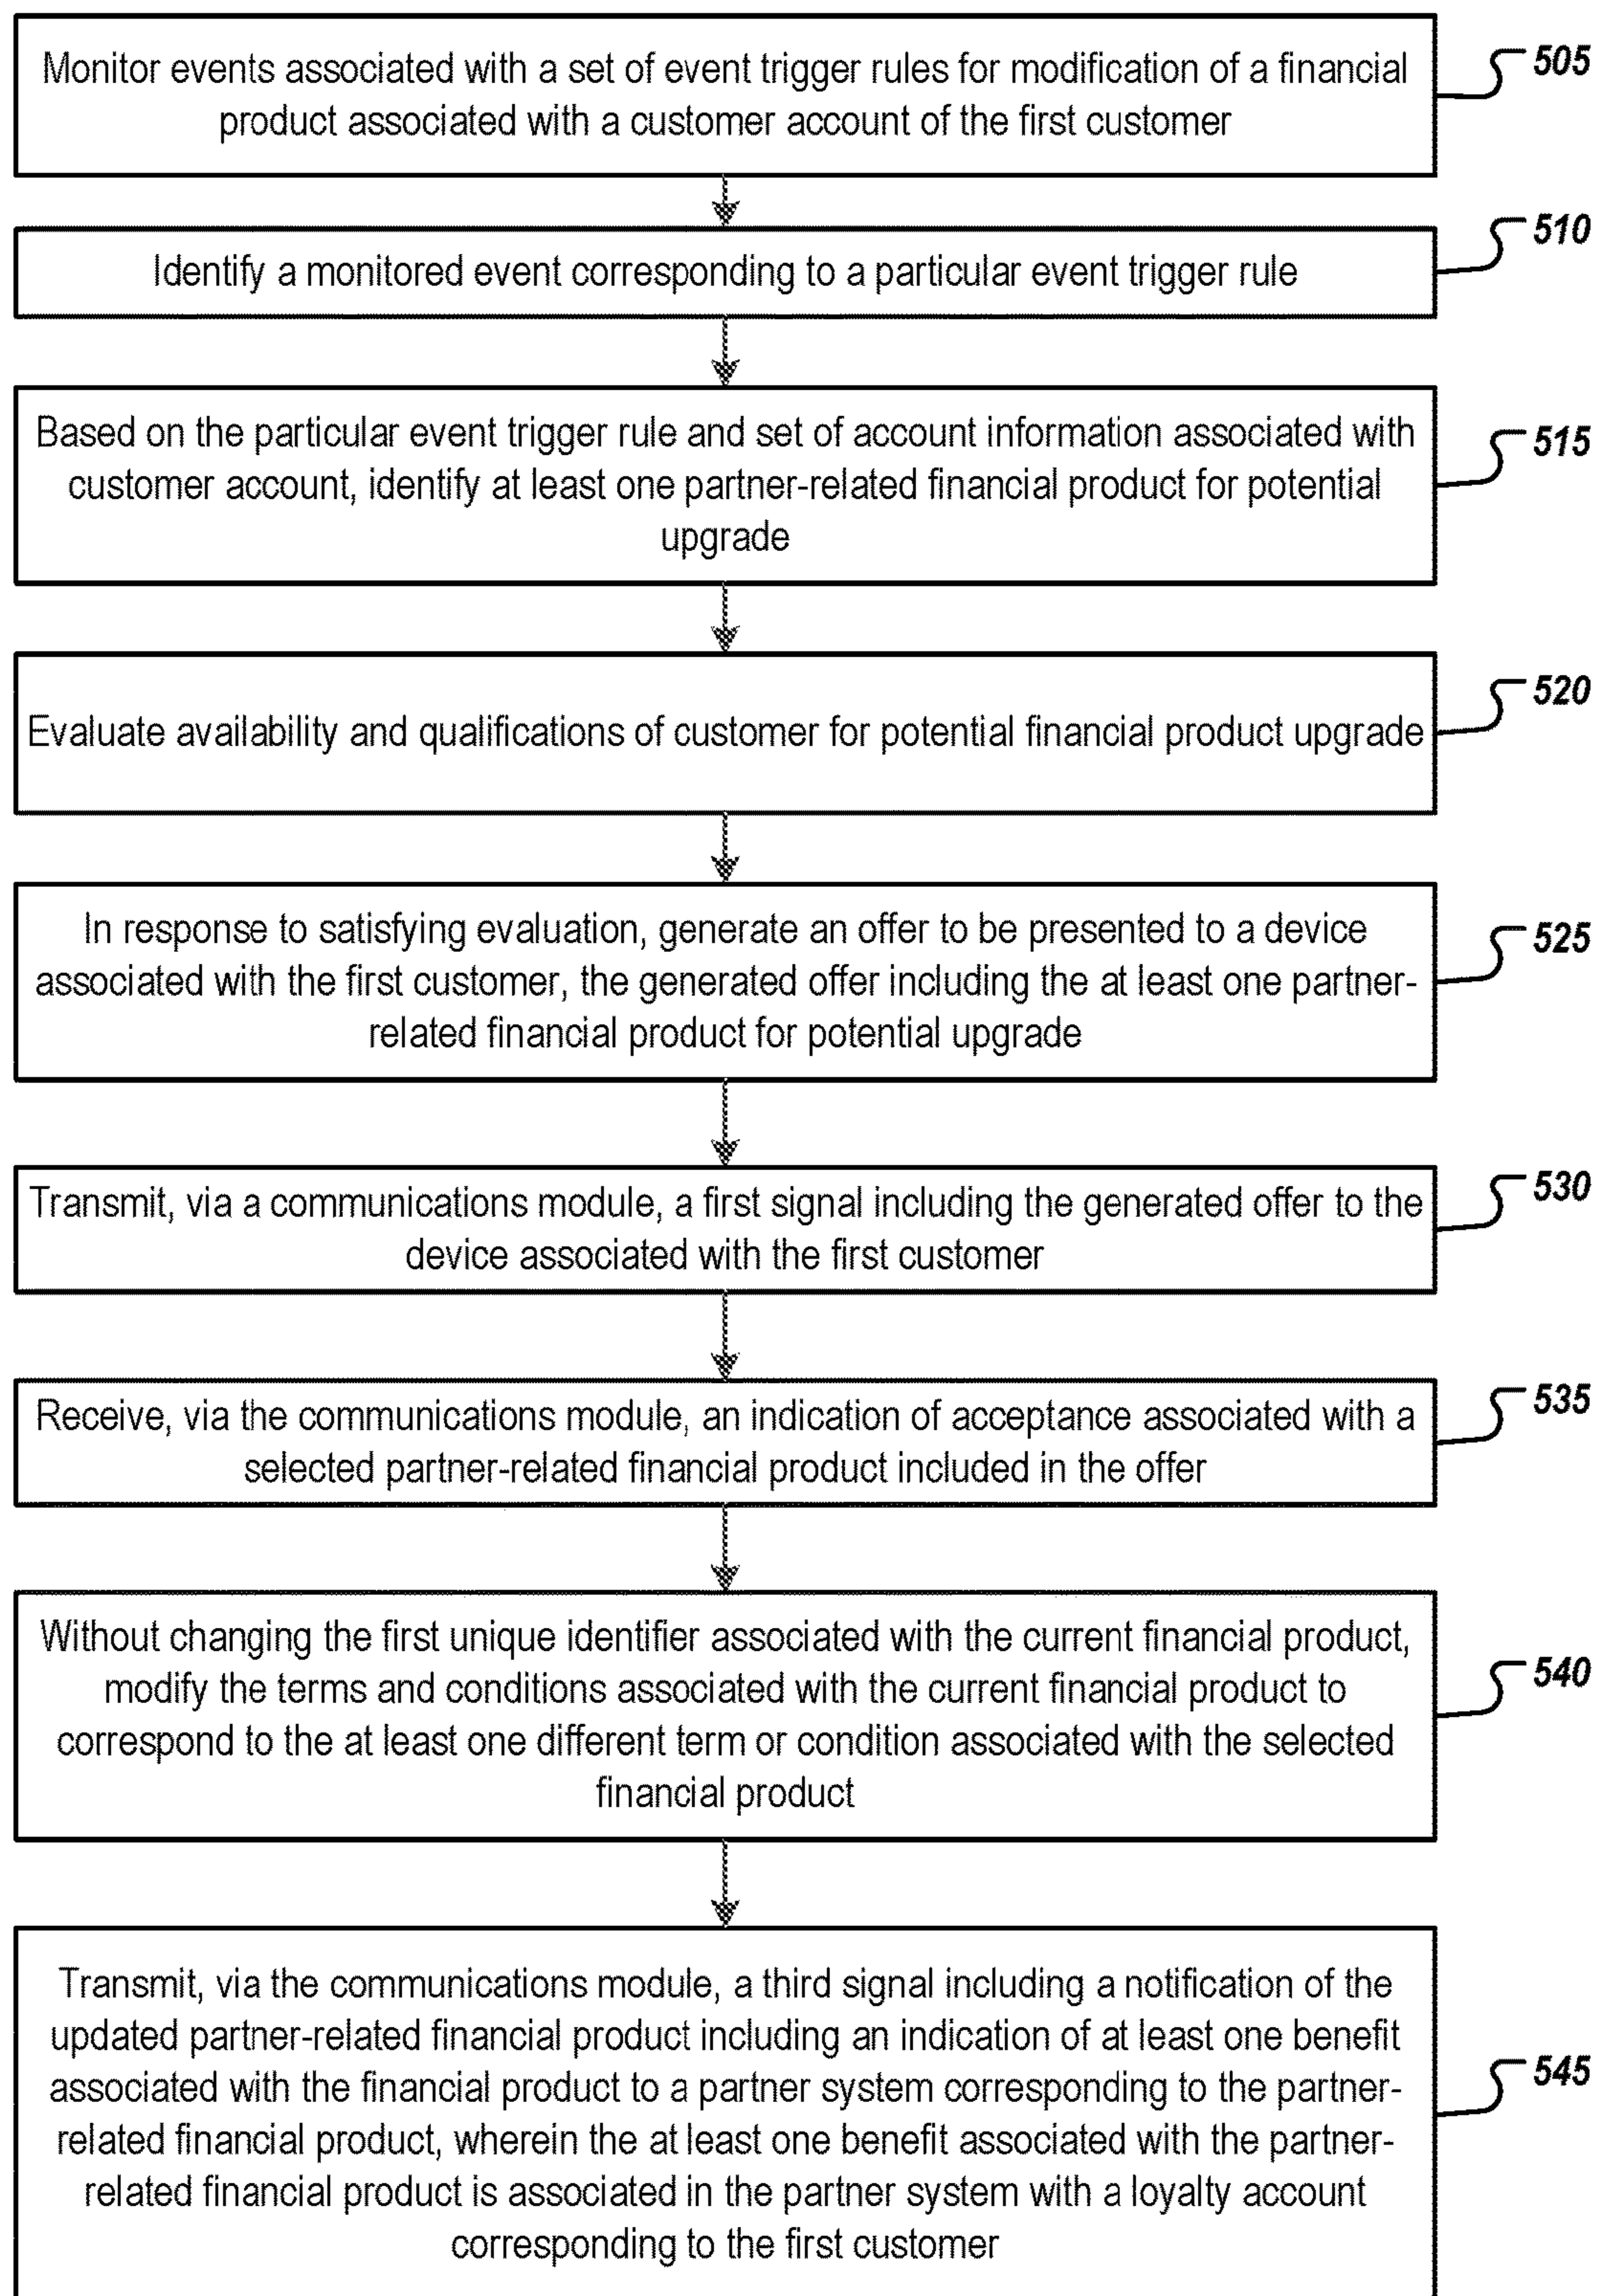 Monitor events associated with a set of event trigger rules for modification of a financial
product associated with a customer account of the first customer
505
Identify a monitored event corresponding to a particular event trigger rule
510
Based on the particular event trigger rule and set of account information associated with
customer account, identify at least one partner-related financial product for potential
upgrade
515
Evaluate availability and qualifications of customer for potential financial product upgrade
520
In response to satisfying evaluation, generate an offer to be presented to a device
associated with the first customer, the generated offer including the at least one partner-
related financial product for potential upgrade
525
Transmit, via a communications module, a first signal including the generated offer to the
device associated with the first customer
530
Receive, via the communications module, an indication of acceptance associated with a
selected partner-related financial product included in the offer
535
Without changing the first unique identifier associated with the current financial product,
modify the terms and conditions associated with the current financial product to
correspond to the at least one different term or condition associated with the selected
financial product
540
Transmit, via the communications module, a third signal including a notification of the
updated partner-related financial product including an indication of at least one benefit
associated with the financial product to a partner system corresponding to the partner-
related financial product, wherein the at least one benefit associated with the partner-
related financial product is associated in the partner system with a loyalty account
corresponding to the first customer
545